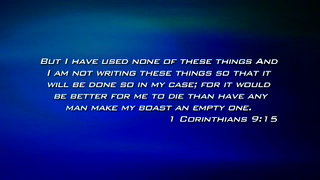 But I have used none of these things And
I am not writing these things so that it
will be done so in my case; for it would
be better for me to die than have any
man make my boast an empty one.
1 Corinthians 9:15